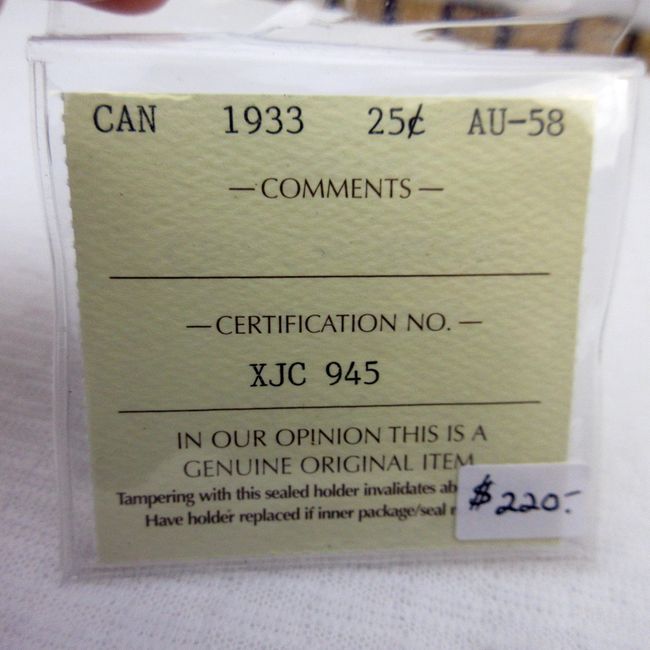 CAN 1933 25¢ AU-58
— COMMENTS —
— CERTIFICATION NO. —
XJC 945
IN OUR OPINION THIS IS A
GENUINE ORIGINAL ITEM
Tampering with this sealed holder invalidates
Have holder replaced if inner package/seal
$220.-